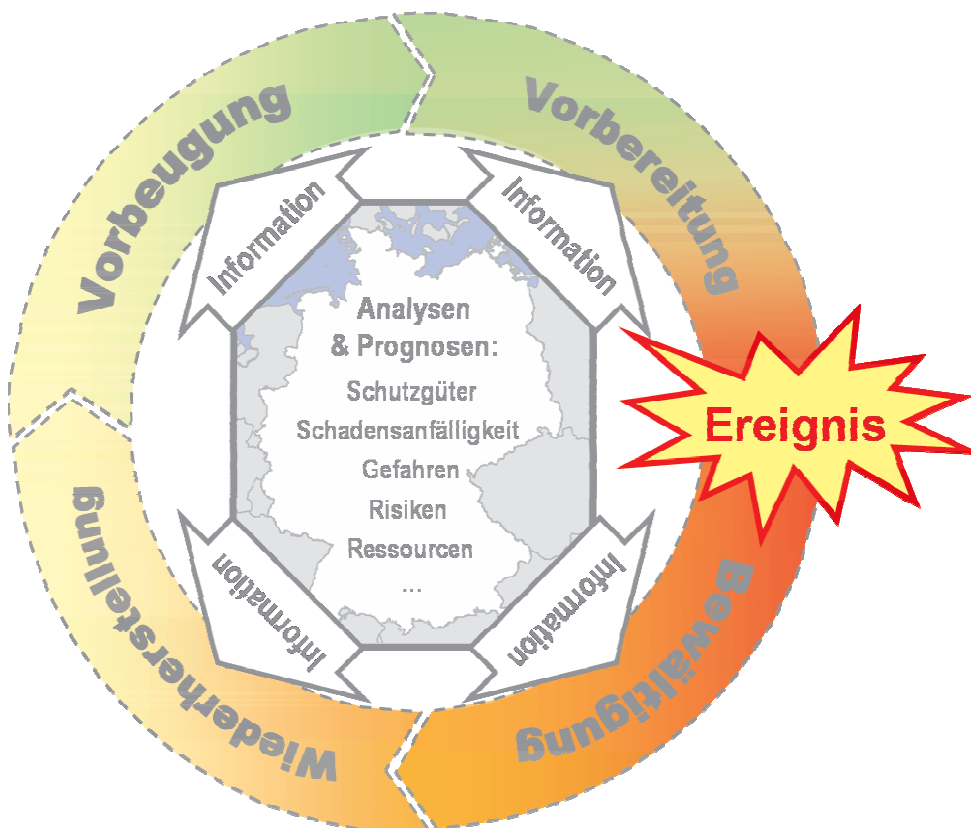 Vorbeugung
Vorbereitung
Information
Information
Analysen
& Prognosen:
Schutzgüter
Schadensanfälligkeit
Gefahren
Risiken
Ressourcen
...
Ereignis
Information
Information
Wiederherstellung
Bewältigung